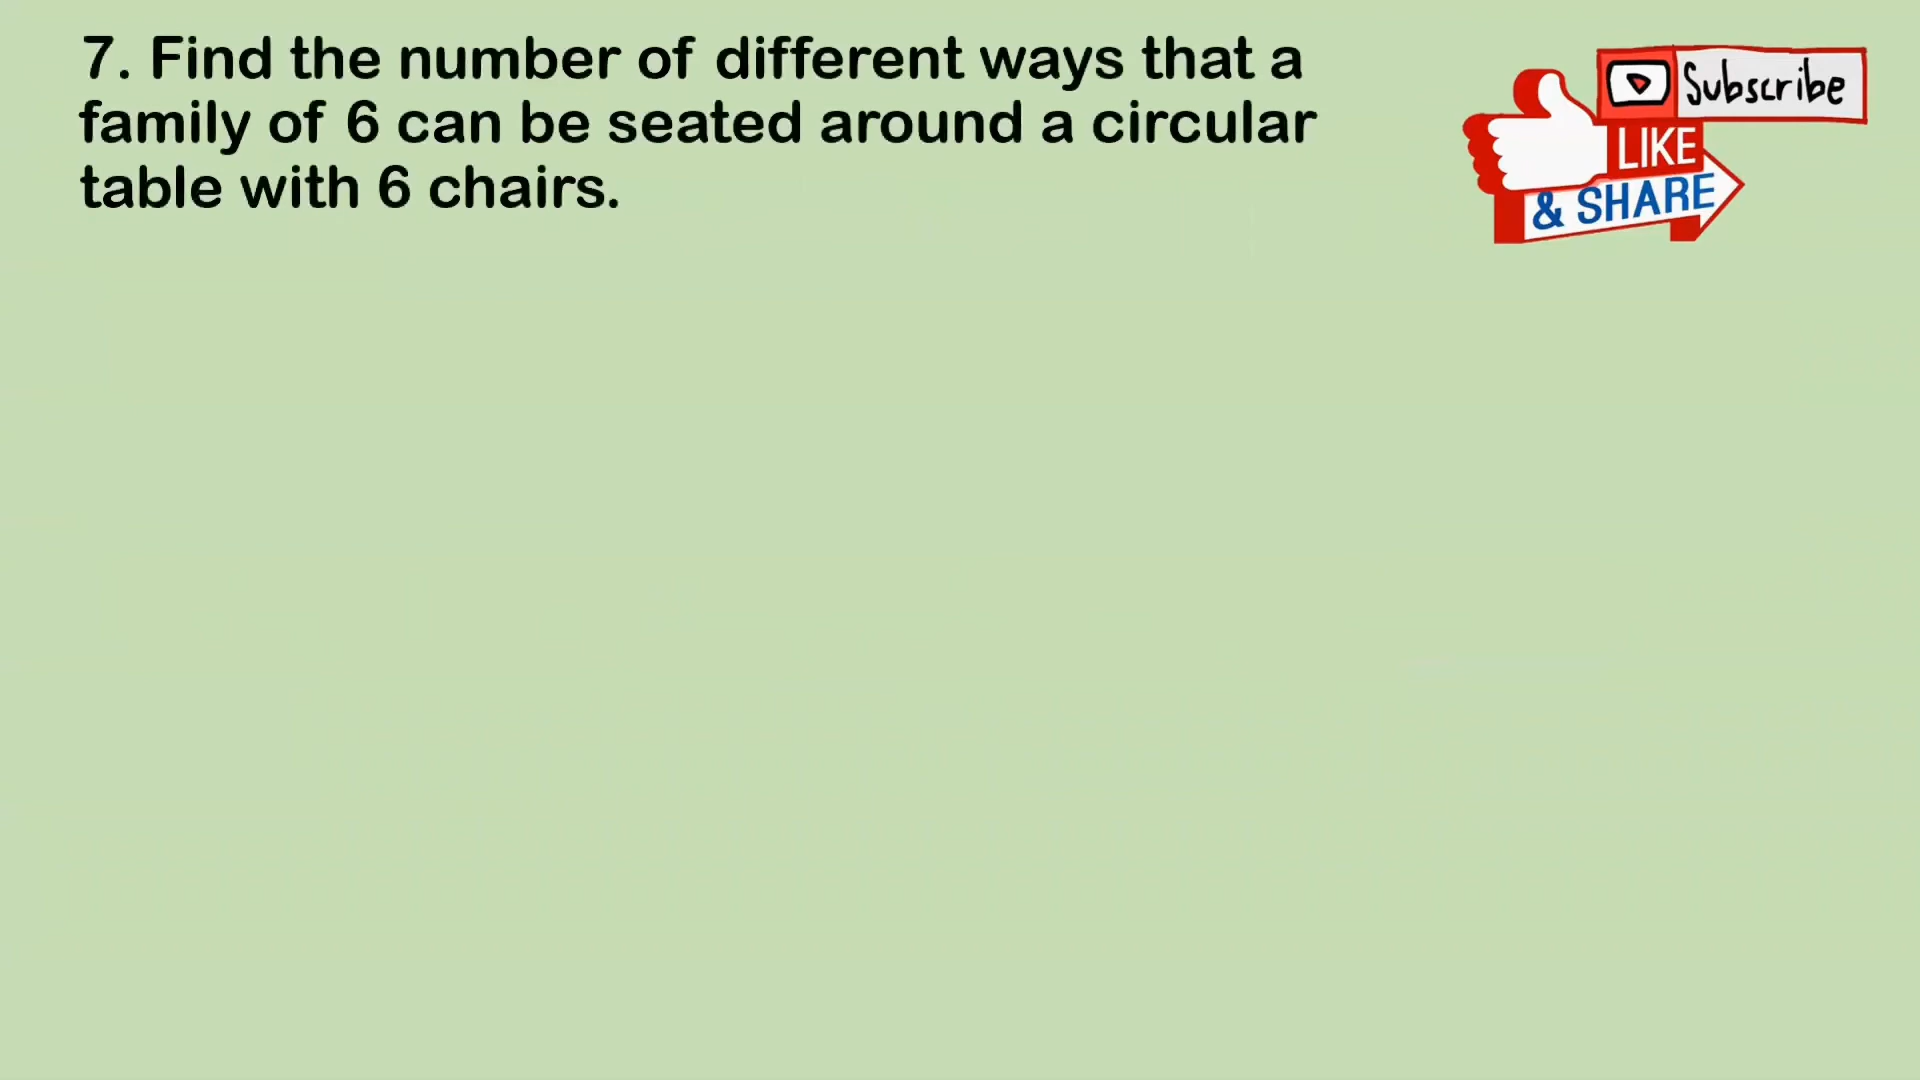 7. Find the number of different ways that a
family of 6 can be seated around a circular
table with 6 chairs.
Subscribe
LIKE
& SHARE